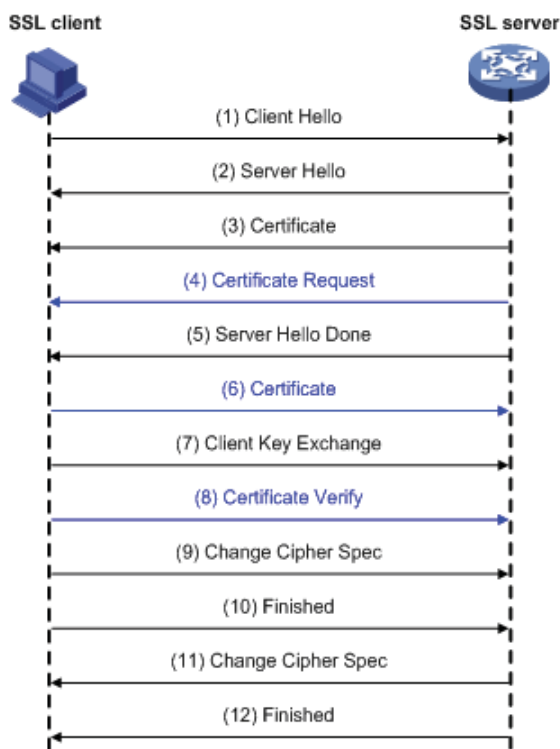 SSL client
SSL server
(1) Client Hello
(2) Server Hello
(3) Certificate
(4) Certificate Request
(5) Server Hello Done
(6) Certificate
(7) Client Key Exchange
(8) Certificate Verify
(9) Change Cipher Spec
(10) Finished
(11) Change Cipher Spec
(12) Finished